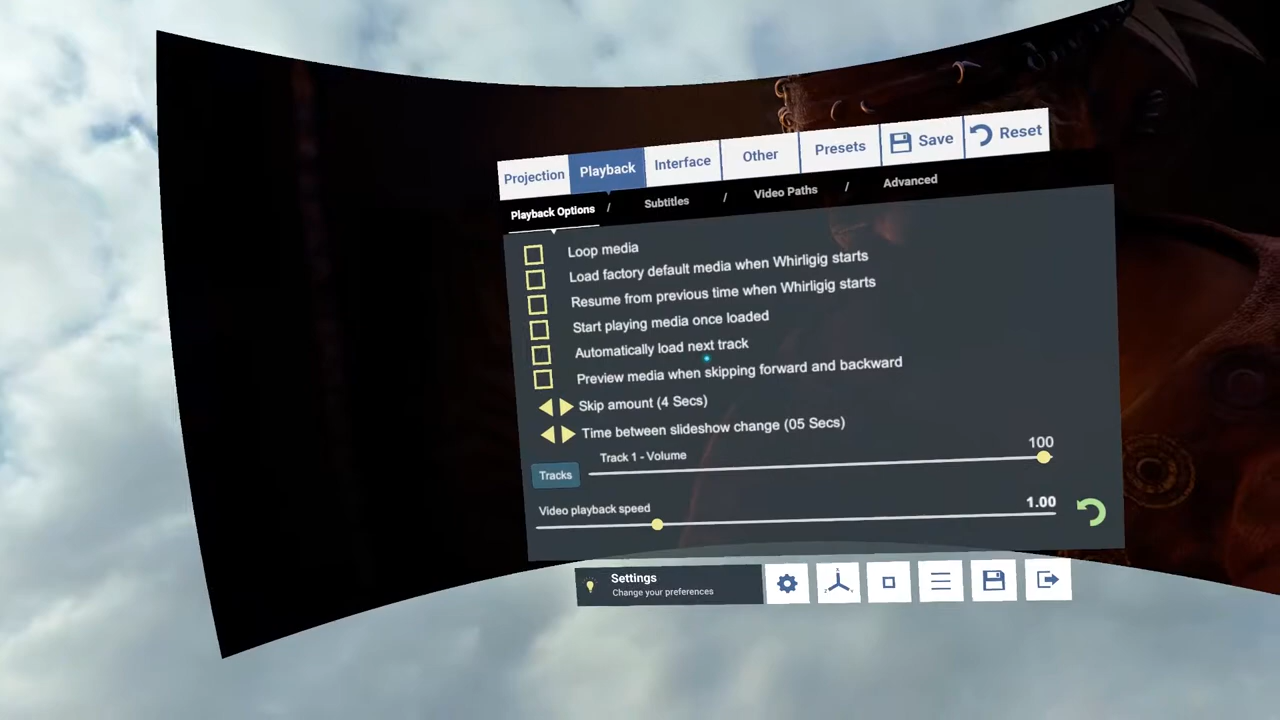 Projection Playback Interface Other Presets Save Reset
Playback Options / Subtitles / Video Paths / Advanced
Loop media
Load factory default media when Whirligig starts
Resume from previous time when Whirligig starts
Start playing media once loaded
Automatically load next track
Preview media when skipping forward and backward
Skip amount (4 Secs)
Time between slideshow change (05 Secs)
Tracks Track 1 - Volume 100
Video playback speed 1.00
Settings
Change your preferences